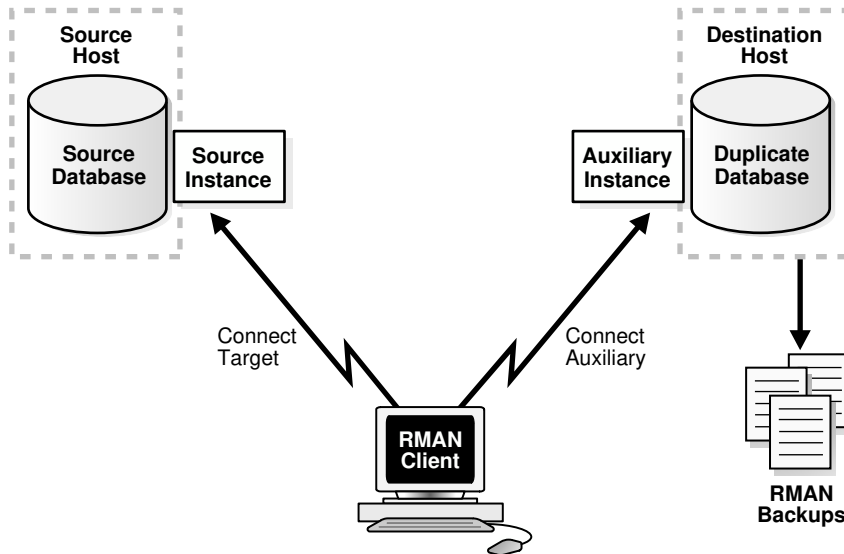 Source
Host
Source
Database
Source
Instance
Destination
Host
Auxiliary
Instance
Duplicate
Database
Connect
Target
Connect
Auxiliary
RMAN
Client
RMAN
Backups